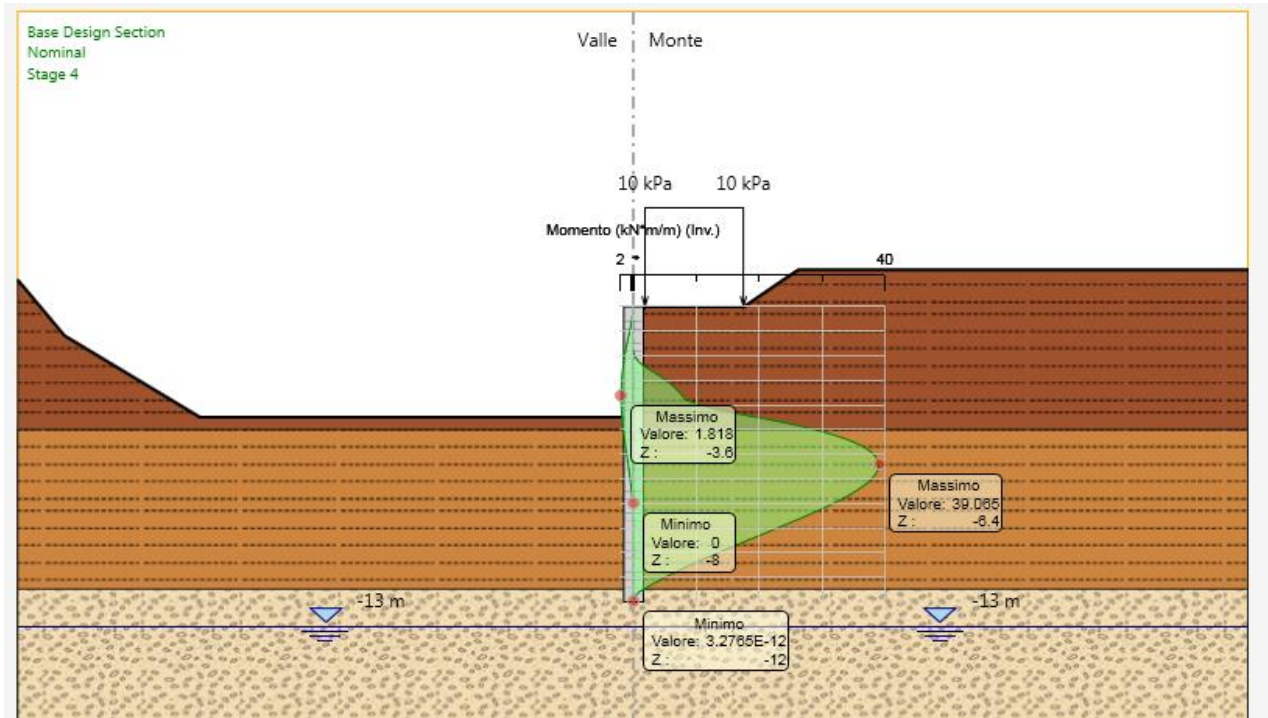 Base Design Section
Nominal
Stage 4
Valle
Monte
10 kPa
10 kPa
Momento (kN*m/m) (Inv.)
2
40
Massimo
Valore: 1.818
Z : -3.6
Massimo
Valore: 39.065
Z : -6.4
Minimo
Valore: 0
Z : -8
-13 m
-13 m
Minimo
Valore: 3.2765E-12
Z : -12